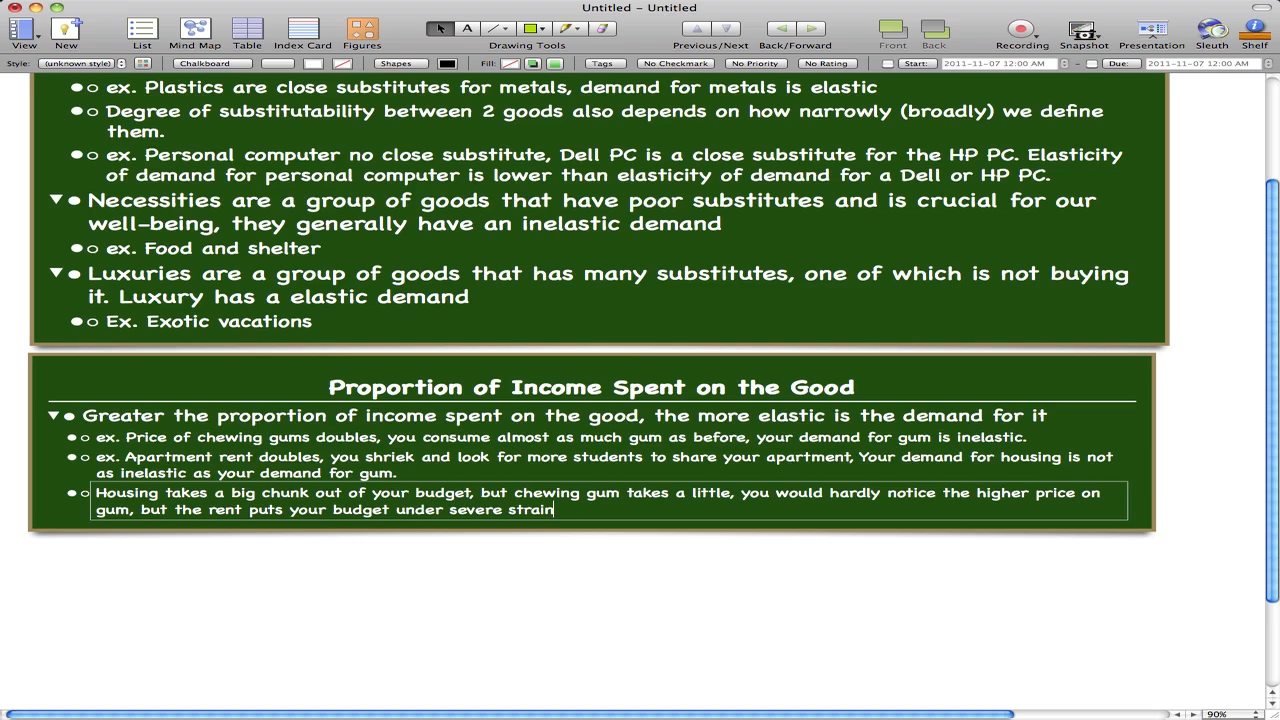 Untitled – Untitled
View
New
List
Mind Map
Table
Index Card
Figures
Drawing Tools
Previous/Next
Back/Forward
Front
Back
Recording
Snapshot
Presentation
Sleuth
Shelf
Style: (unknown style) Chalkboard Shapes Fill: Tags No Checkmark No Priority No Rating Start: 2011-11-07 12:00 AM – Due: 2011-11-07 12:00 AM
ex. Plastics are close substitutes for metals, demand for metals is elastic
Degree of substitutability between 2 goods also depends on how narrowly (broadly) we define
them.
ex. Personal computer no close substitute, Dell PC is a close substitute for the HP PC. Elasticity
of demand for personal computer is lower than elasticity of demand for a Dell or HP PC.
Necessities are a group of goods that have poor substitutes and is crucial for our
well-being, they generally have an inelastic demand
ex. Food and shelter
Luxuries are a group of goods that has many substitutes, one of which is not buying
it. Luxury has a elastic demand
Ex. Exotic vacations
Proportion of Income Spent on the Good
Greater the proportion of income spent on the good, the more elastic is the demand for it
ex. Price of chewing gums doubles, you consume almost as much gum as before, your demand for gum is inelastic.
ex. Apartment rent doubles, you shriek and look for more students to share your apartment, Your demand for housing is not
as inelastic as your demand for gum.
Housing takes a big chunk out of your budget, but chewing gum takes a little, you would hardly notice the higher price on
gum, but the rent puts your budget under severe strain
90%